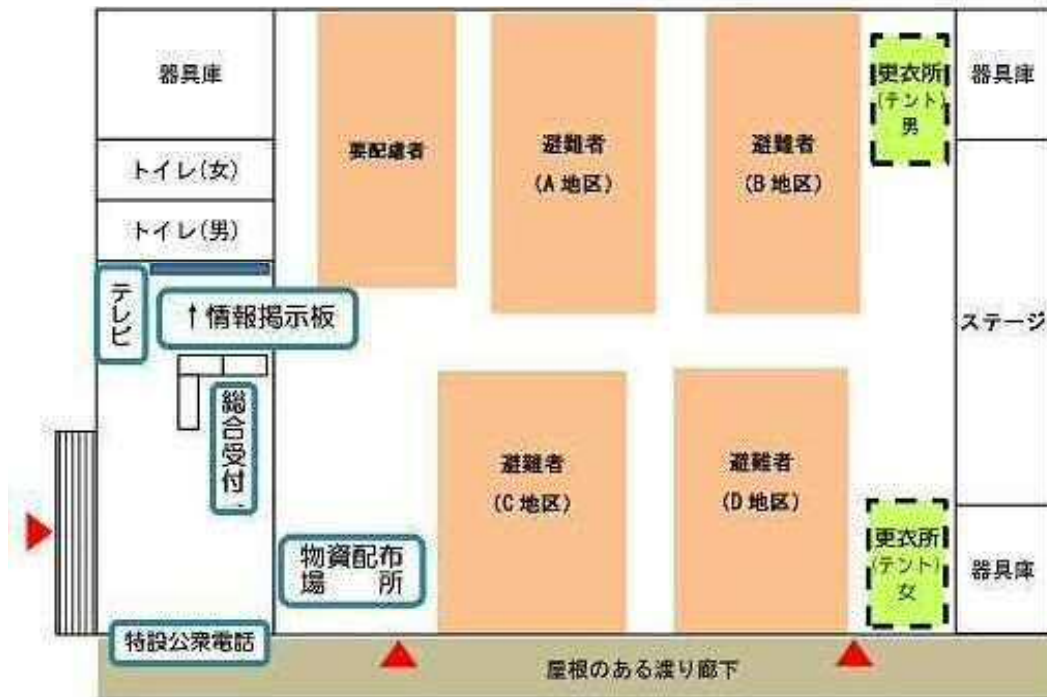 器具庫
トイレ(女)
トイレ(男)
テレビ
↑情報掲示板
総合受付
物資配布
場 所
特設公衆電話
要配慮者
避難者
(A 地区)
避難者
(B 地区)
避難者
(C 地区)
避難者
(D 地区)
更衣所
(テント)
男
更衣所
(テント)
女
器具庫
ステージ
器具庫
屋根のある渡り廊下